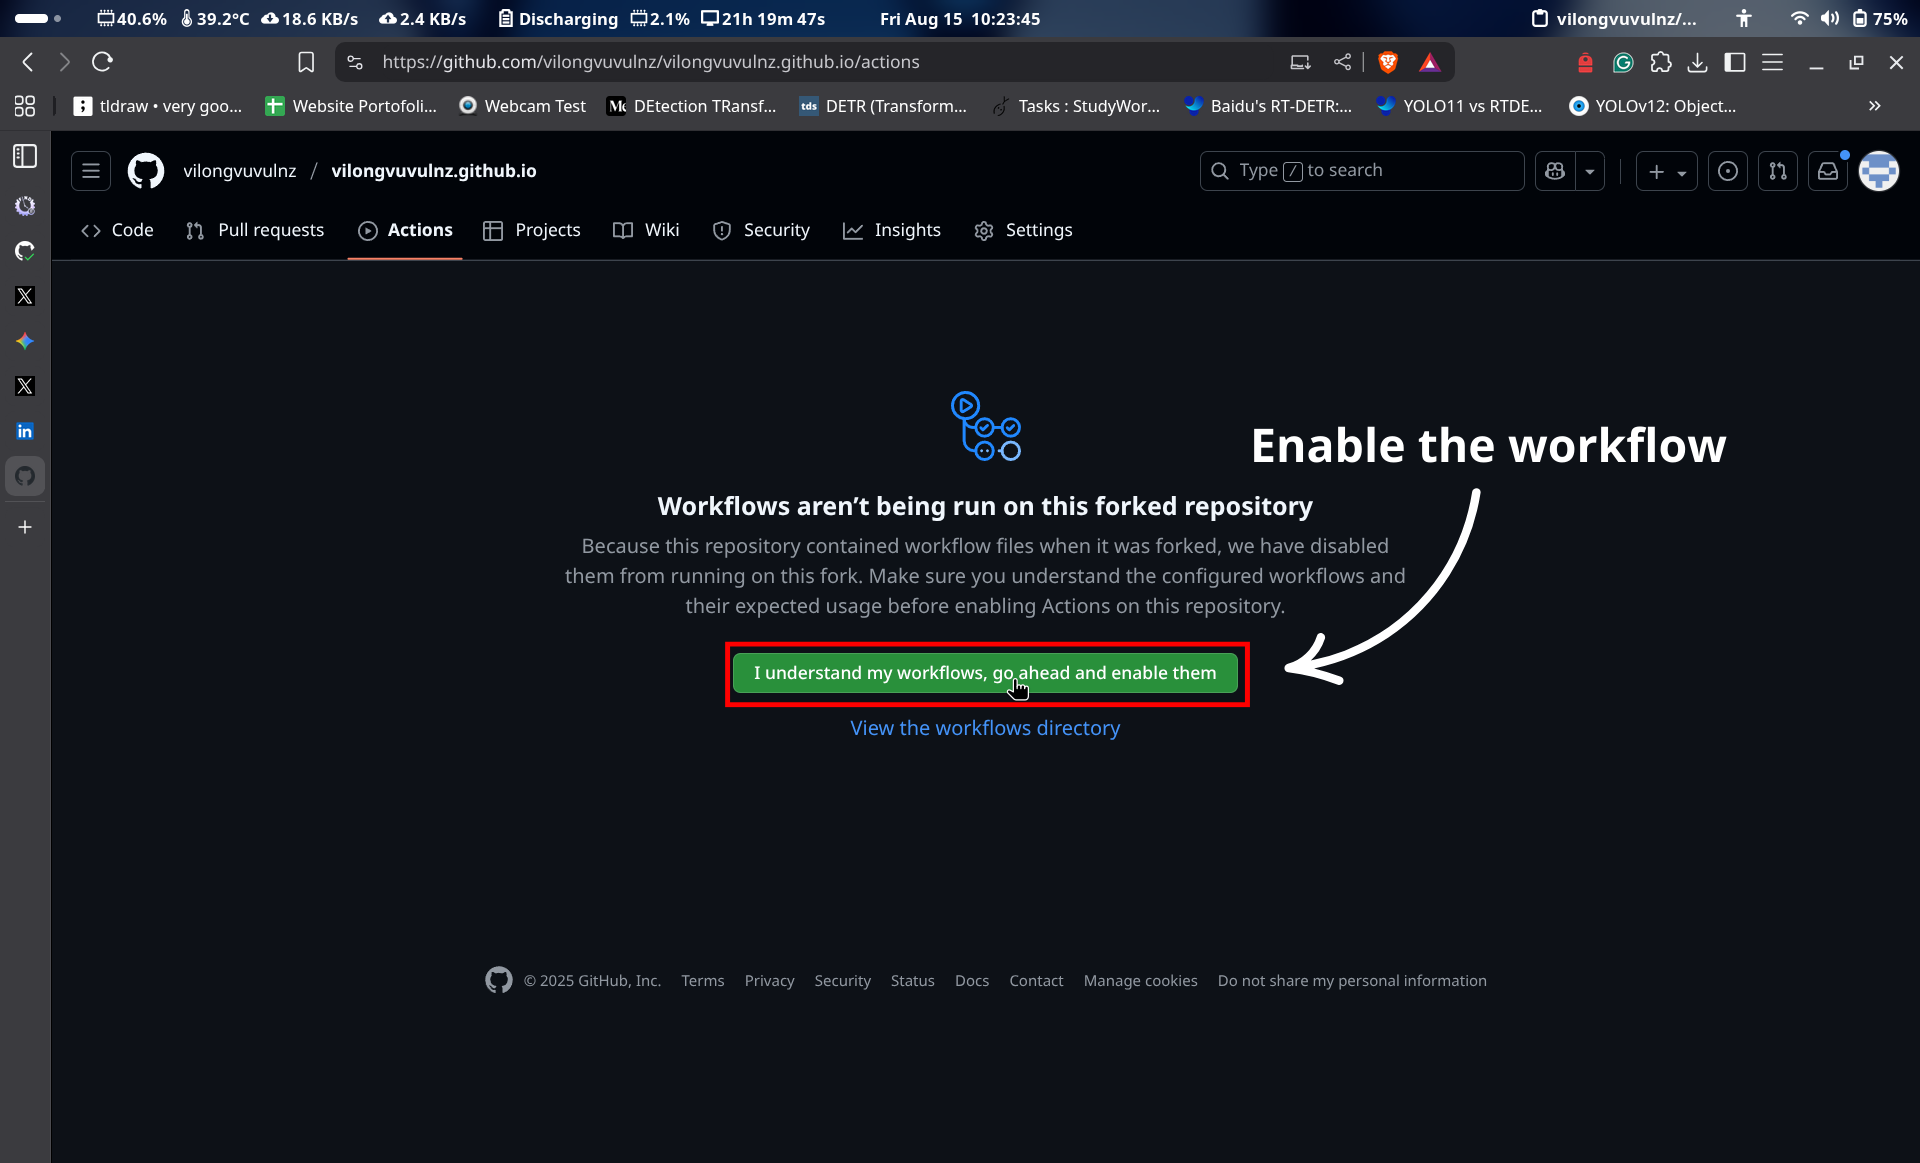 40.6% 39.2°C 18.6 KB/s 2.4 KB/s Discharging 2.1% 21h 19m 47s Fri Aug 15 10:23:45 vilongvuvulnz/... 75%
https://github.com/vilongvuvulnz/vilongvuvulnz.github.io/actions
tldraw • very goo... Website Portofoli... Webcam Test DEtection TRansf... tds DETR (Transform... Tasks : StudyWor... Baidu's RT-DETR:... YOLO11 vs RTDE... YOLOv12: Object...
vilongvuvulnz / vilongvuvulnz.github.io Type / to search
Code Pull requests Actions Projects Wiki Security Insights Settings
Enable the workflow
Workflows aren’t being run on this forked repository
Because this repository contained workflow files when it was forked, we have disabled
them from running on this fork. Make sure you understand the configured workflows and
their expected usage before enabling Actions on this repository.
I understand my workflows, go ahead and enable them
View the workflows directory
© 2025 GitHub, Inc. Terms Privacy Security Status Docs Contact Manage cookies Do not share my personal information